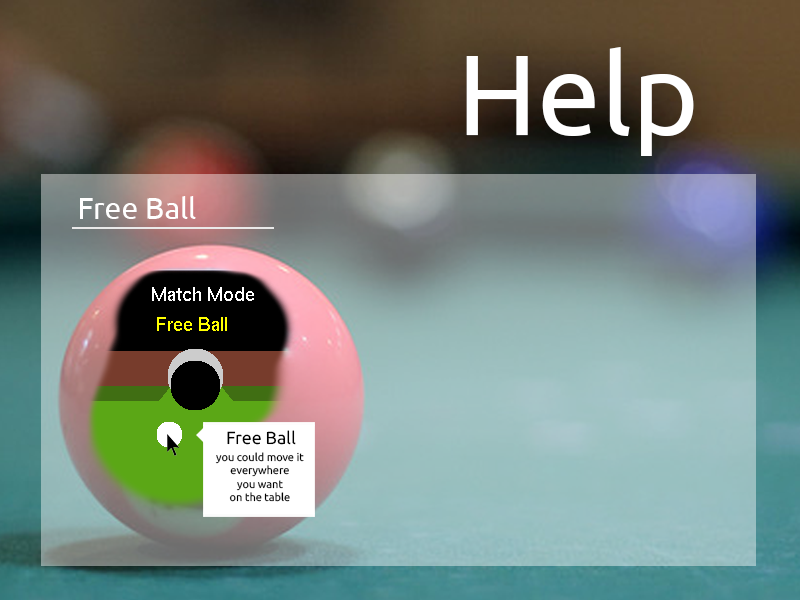 Help
Free Ball
Match Mode
Free Ball
Free Ball
you could move it
everywhere
you want
on the table